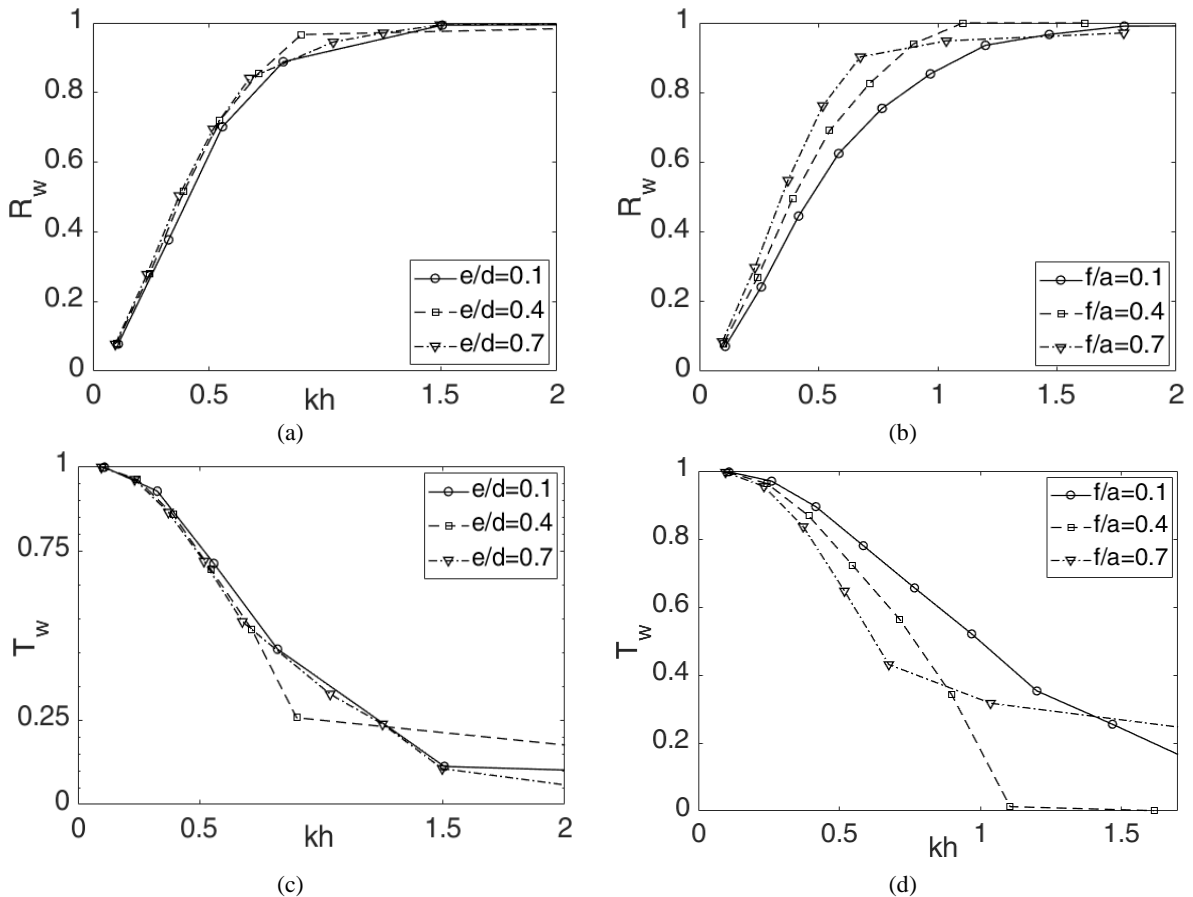 1
0.8
0.6
0.4
0.2
0
R_w
0
0.5
1
1.5
2
kh
e/d=0.1
e/d=0.4
e/d=0.7
(a)
1
0.8
0.6
0.4
0.2
0
R_w
0
0.5
1
1.5
2
kh
f/a=0.1
f/a=0.4
f/a=0.7
(b)
1
0.75
0.25
0
T_w
0
0.5
1
1.5
2
kh
e/d=0.1
e/d=0.4
e/d=0.7
(c)
1
0.8
0.6
0.4
0.2
0
T_w
0
0.5
1
1.5
kh
f/a=0.1
f/a=0.4
f/a=0.7
(d)